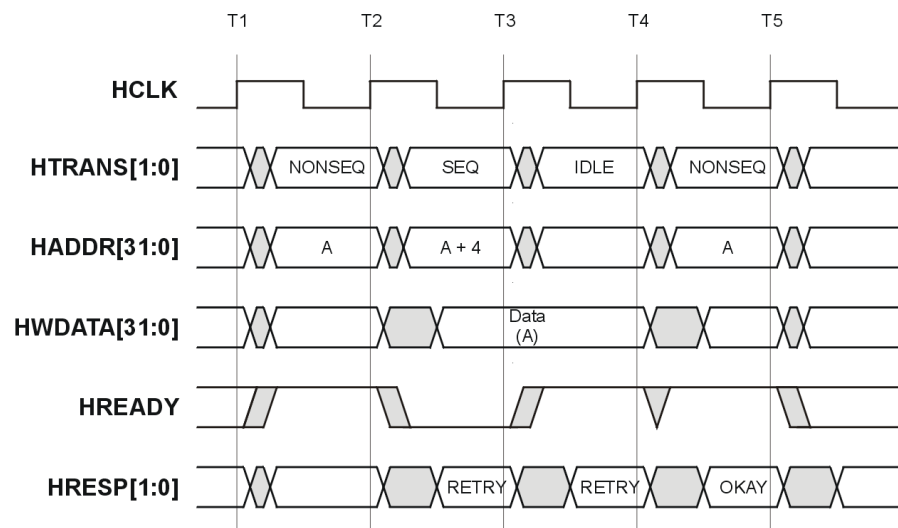 T1 T2 T3 T4 T5
HCLK
HTRANS[1:0] NONSEQ SEQ IDLE NONSEQ
HADDR[31:0] A A + 4 A
HWDATA[31:0] Data
(A)
HREADY
HRESP[1:0] RETRY RETRY OKAY